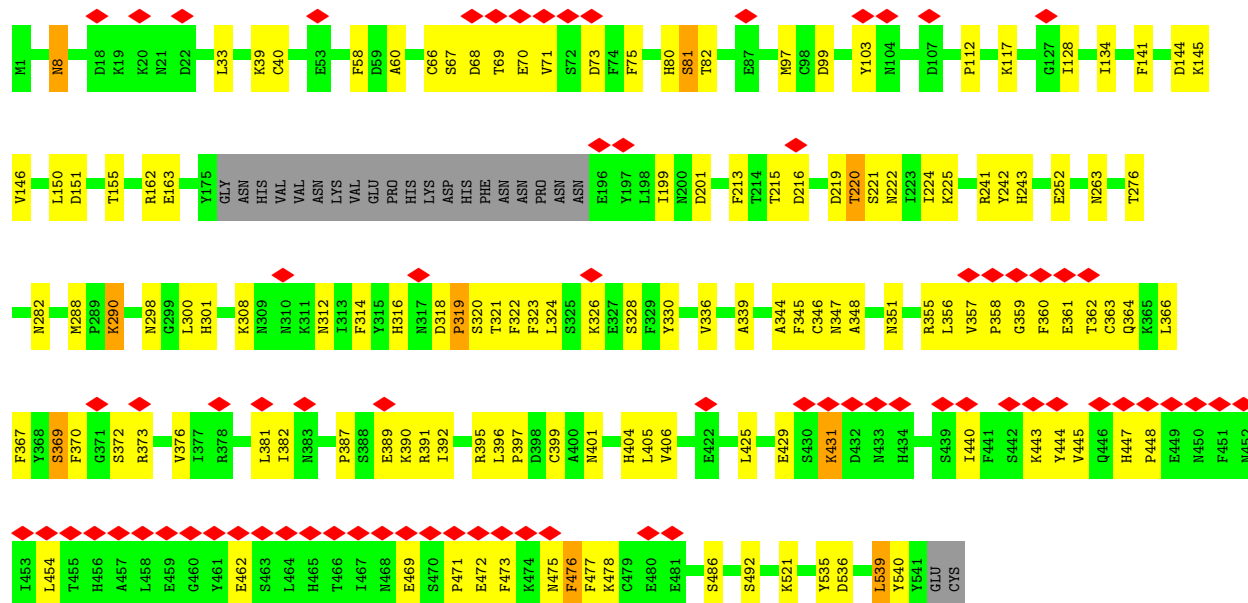 M1 N8 D18 K19 K20 N21 D22 L33 K39 C40 E53 F58 D59 A60 C66 S67 D68 T69 E70 V71 S72 D73 F74 F75 H80 S81 T82 E87 M97 C98 D99 Y103 N104 D107 P112 K117 G127 I128 I134 F141 D144 K145
V146 L150 D151 T155 R162 E163 Y175 GLY ASN HIS VAL VAL ASN LYS VAL GLU PRO HIS LYS ASP HIS PHE ASN ASN PRO ASN ASN E196 Y197 L198 I199 N200 D201 F213 T214 T215 D216 D219 T220 S221 N222 I223 I224 K225 R241 Y242 H243 E252 N263 T276
N282 M288 P289 K290 N298 G299 L300 H301 K308 N309 N310 K311 N312 I313 F314 Y315 H316 N317 D318 P319 S320 T321 F322 F323 L324 S325 K326 E327 S328 F329 Y330 V336 A339 A344 F345 C346 N347 A348 N351 R355 L356 V357 P358 G359 F360 E361 T362 C363 Q364 K365 L366
F367 Y368 S369 F370 G371 S372 R373 V376 I377 R378 L381 I382 N383 P387 S388 E389 K390 R391 I392 R395 L396 P397 D398 C399 A400 N401 H404 L405 V406 E422 L425 E429 S430 K431 D432 N433 H434 S439 I440 F441 S442 K443 Y444 V445 Q446 H447 P448 E449 N450 F451 N452
I453 L454 T455 H456 A457 L458 E459 G460 Y461 E462 S463 L464 H465 T466 I467 N468 E469 S470 P471 E472 F473 K474 N475 F476 F477 K478 C479 E480 E481 S486 S492 K521 Y535 D536 L539 Y540 Y541 GLU CYS